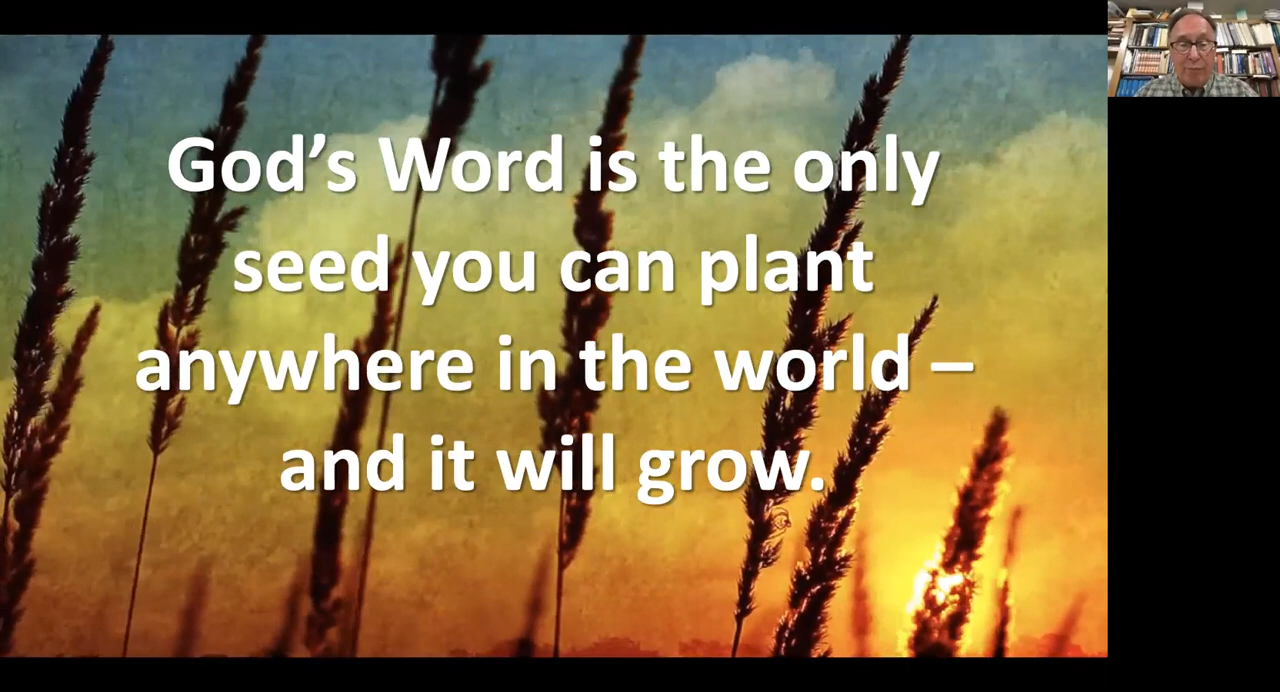 God’s Word is the only
seed you can plant
anywhere in the world –
and it will grow.